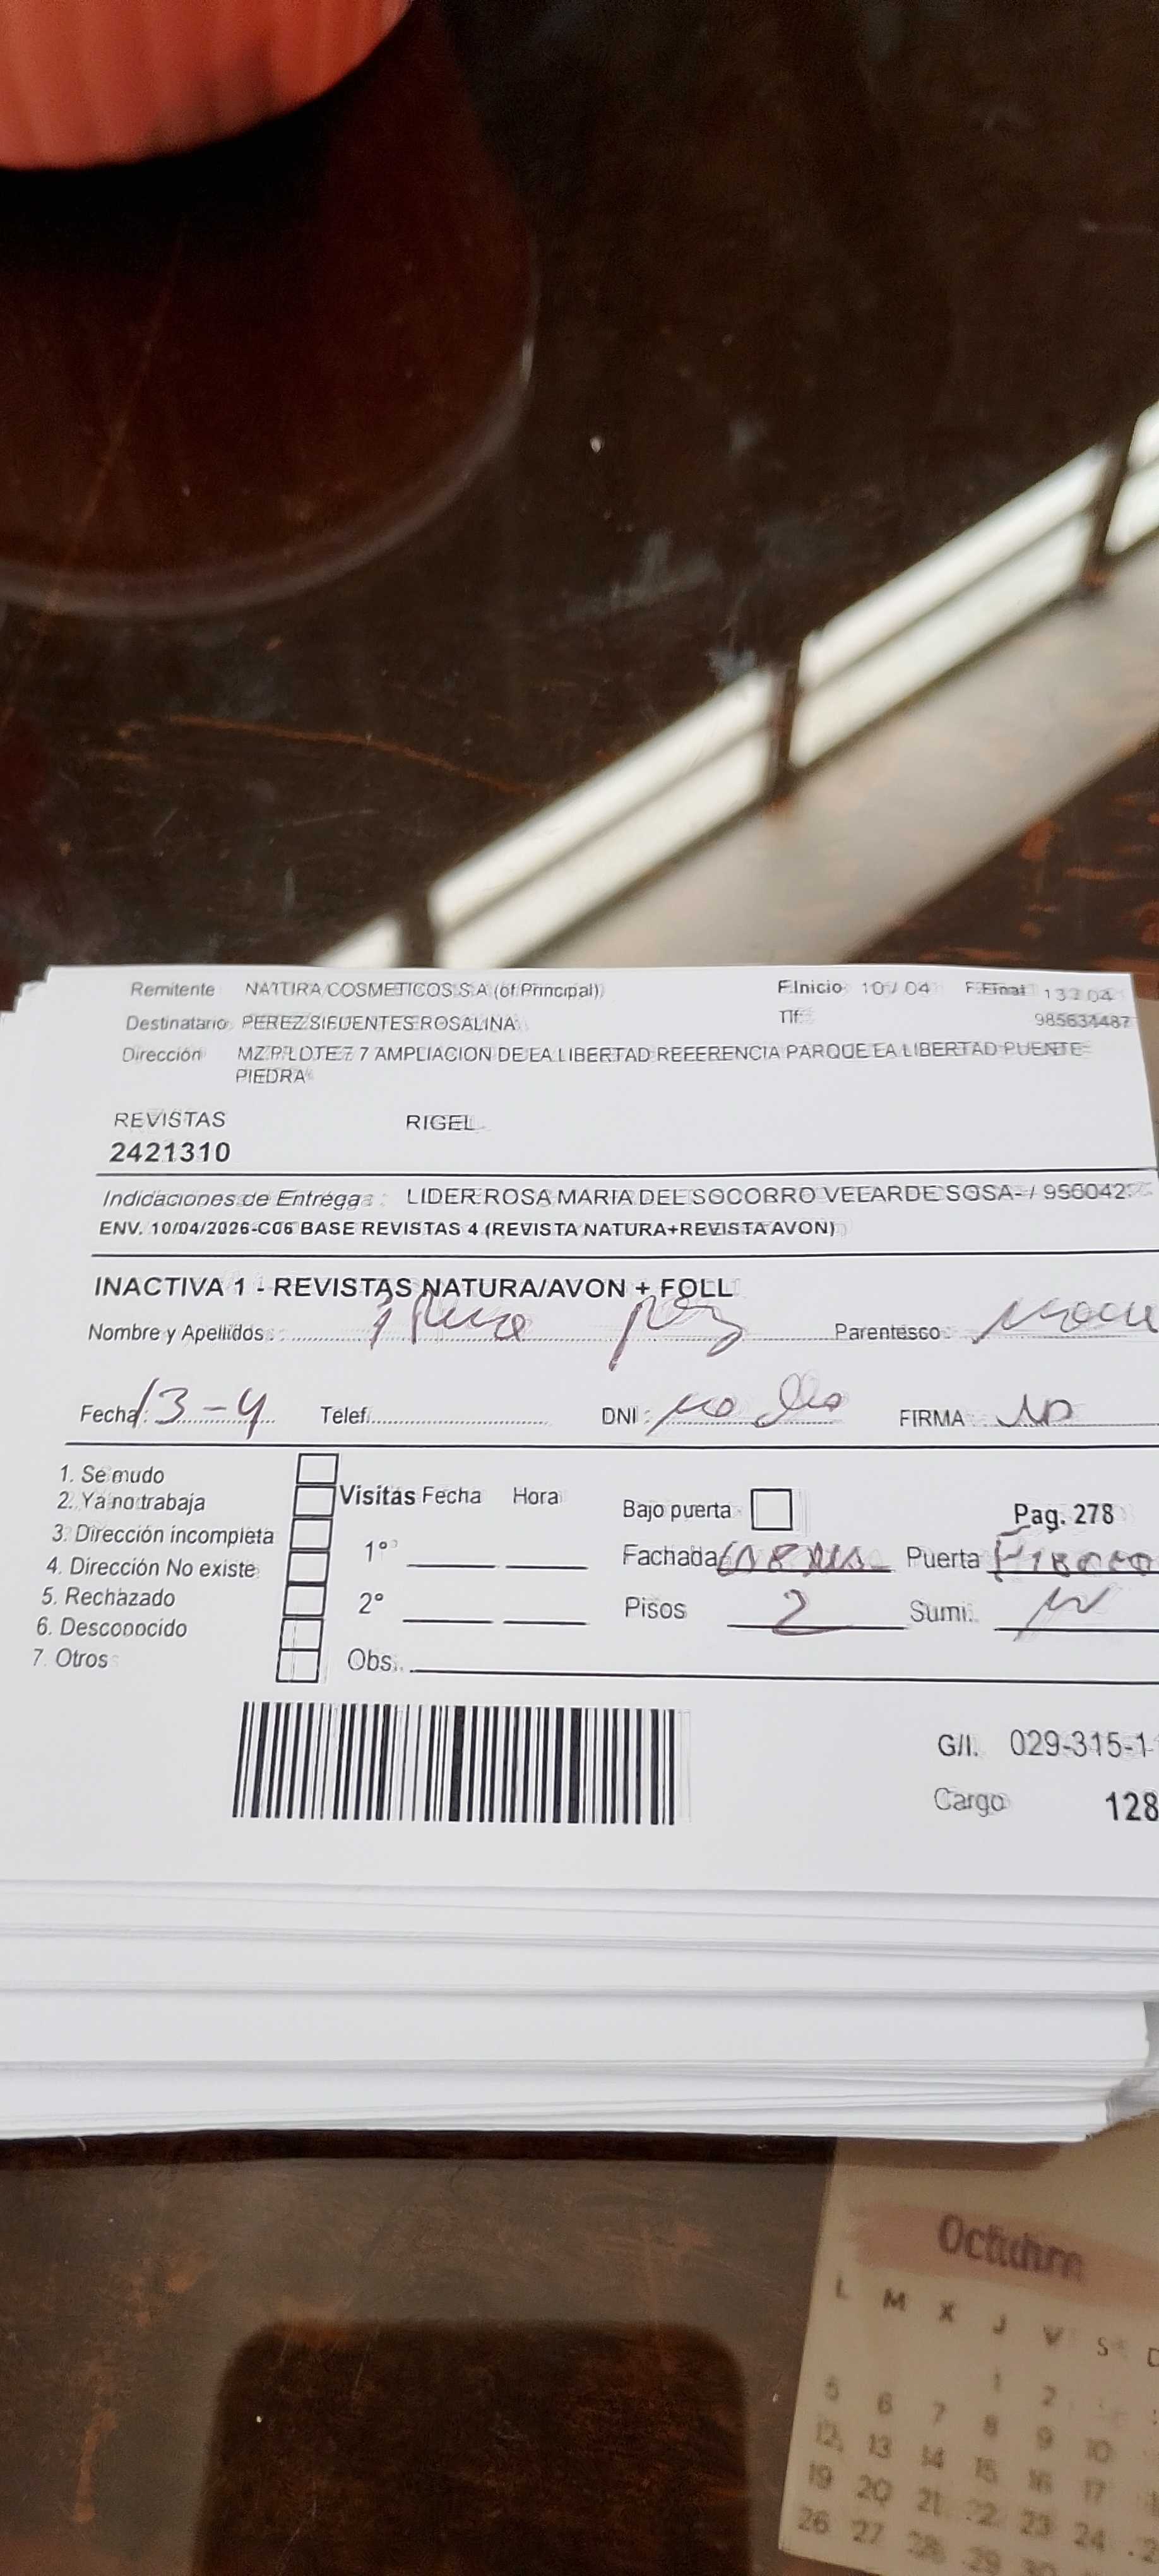 Remitente NATURA COSMETICOS S.A (of.Principal) F.Inicio 10/04 F.Final 13/04
Destinatario PEREZ SIFUENTES ROSALINA Tlf:
Dirección MZ P LOTE 7 7 AMPLIACION DE LA LIBERTAD REFERENCIA PARQUE LA LIBERTAD PUENTE
PIEDRA
REVISTAS RIGEL
2421310
Indicaciones de Entrega : LIDER ROSA MARIA DEL SOCORRO VELARDE SOSA- /
ENV. 10/04/2026-C06 BASE REVISTAS 4 (REVISTA NATURA+REVISTA AVON)
INACTIVA 1 - REVISTAS NATURA/AVON + FOLL
Nombre y Apellidos : Parentesco :
Fecha: 13-4 Telef. DNI : no dio FIRMA :
1. Se mudo
2. Ya no trabaja
3. Dirección incompleta
4. Dirección No existe
5. Rechazado
6. Desconocido
7. Otros
Visitas Fecha Hora
1°
2°
Obs.
Bajo puerta Pag. 278
Fachada Puerta
Pisos 2 Sumi.
G/I. 029-315-1
Cargo 128
Octubre
L M X J V S D
1 2
5 6 7 8 9 10
12 13 14 15 16 17
19 20 21 22 23 24
26 27 28 29 30